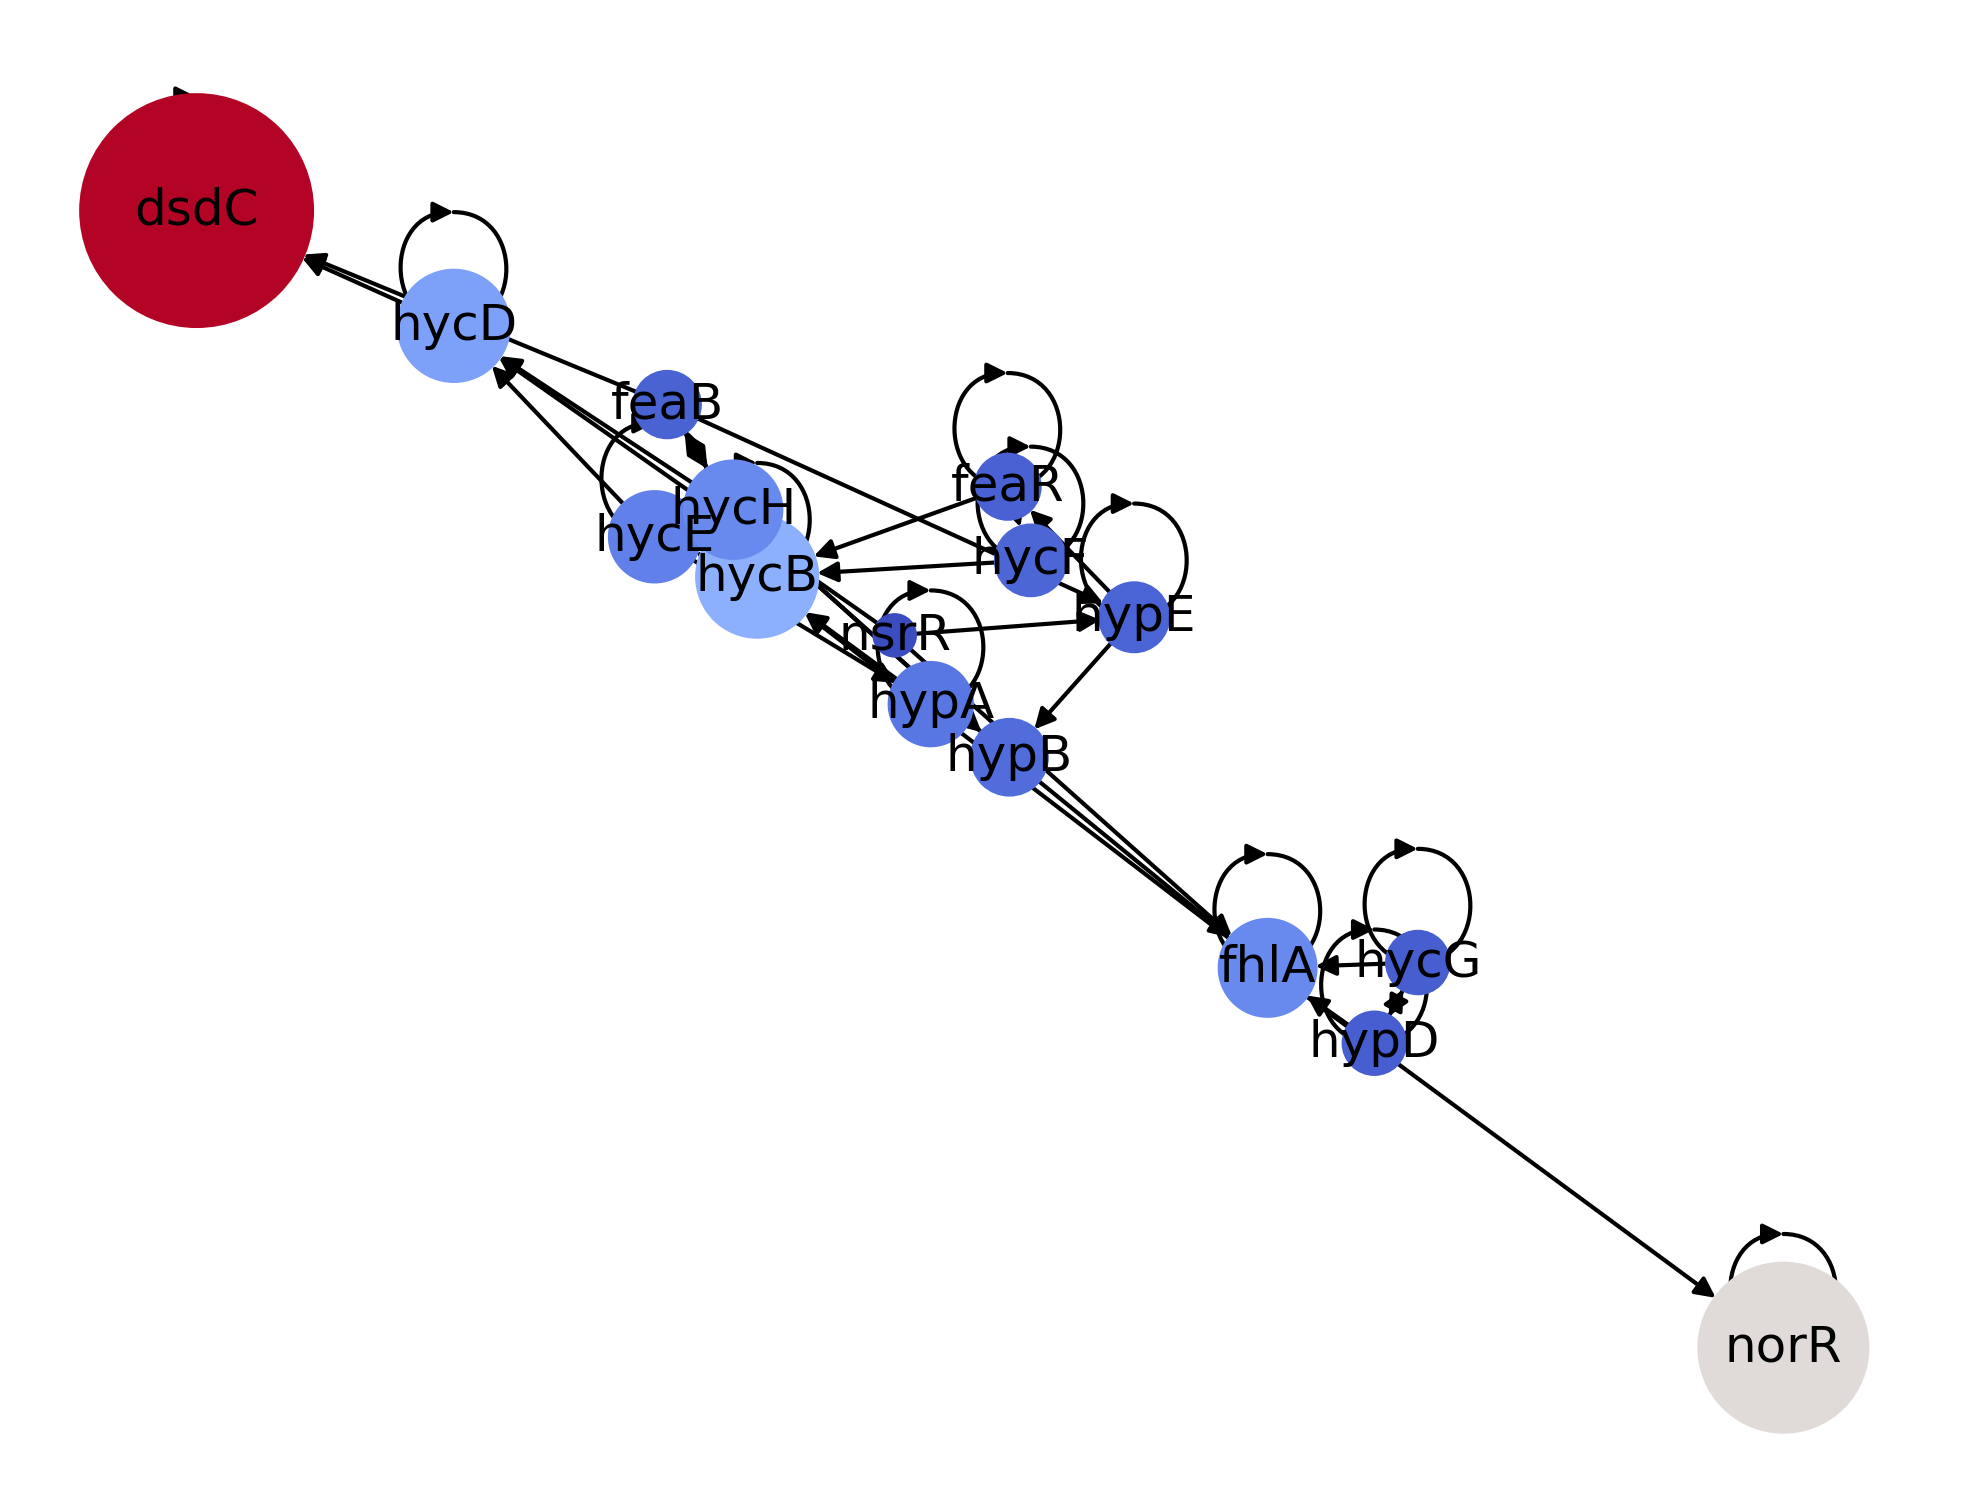 dsdC
hycD
feaB
feaR
hycH
hycE
hycF
hycB
hypE
nsrR
hypA
hypB
fhlA
hycG
hypD
norR